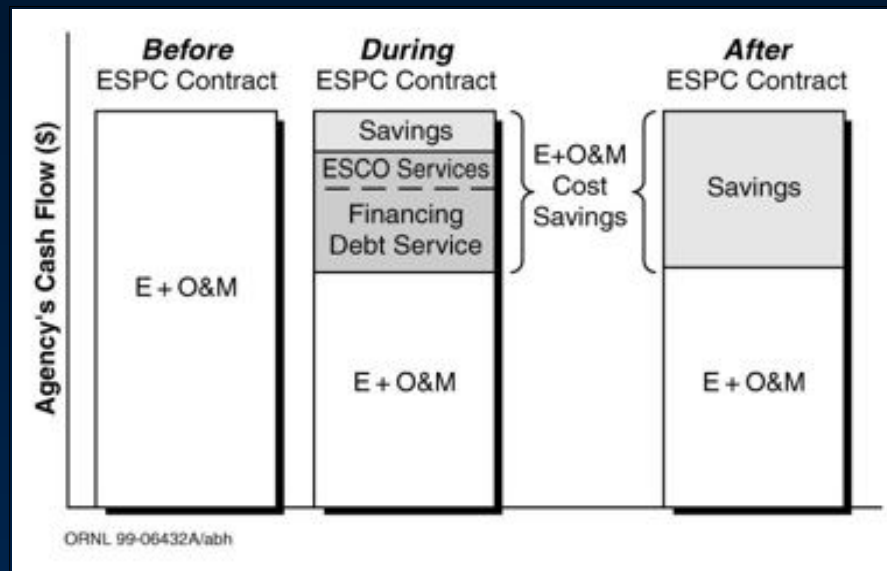 Before
ESPC Contract
During
ESPC Contract
After
ESPC Contract
Agency's Cash Flow ($)
E + O&M
Savings
ESCO Services
Financing
Debt Service
E + O&M
E+O&M
Cost
Savings
Savings
E + O&M
ORNL 99-06432A/abh